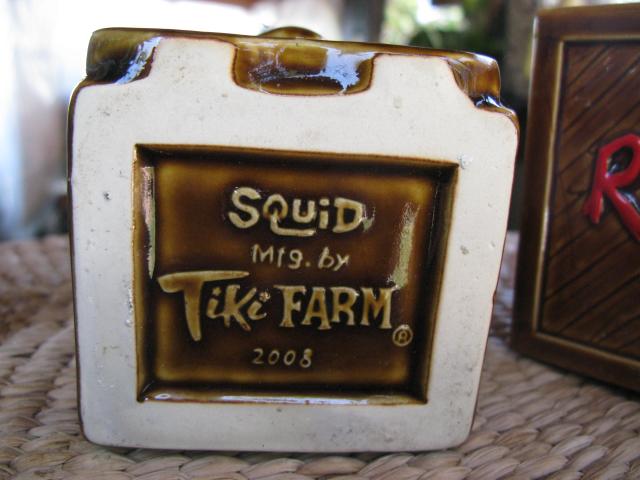 SQUiD
Mfg. by
TiKi FARM®
2008
R